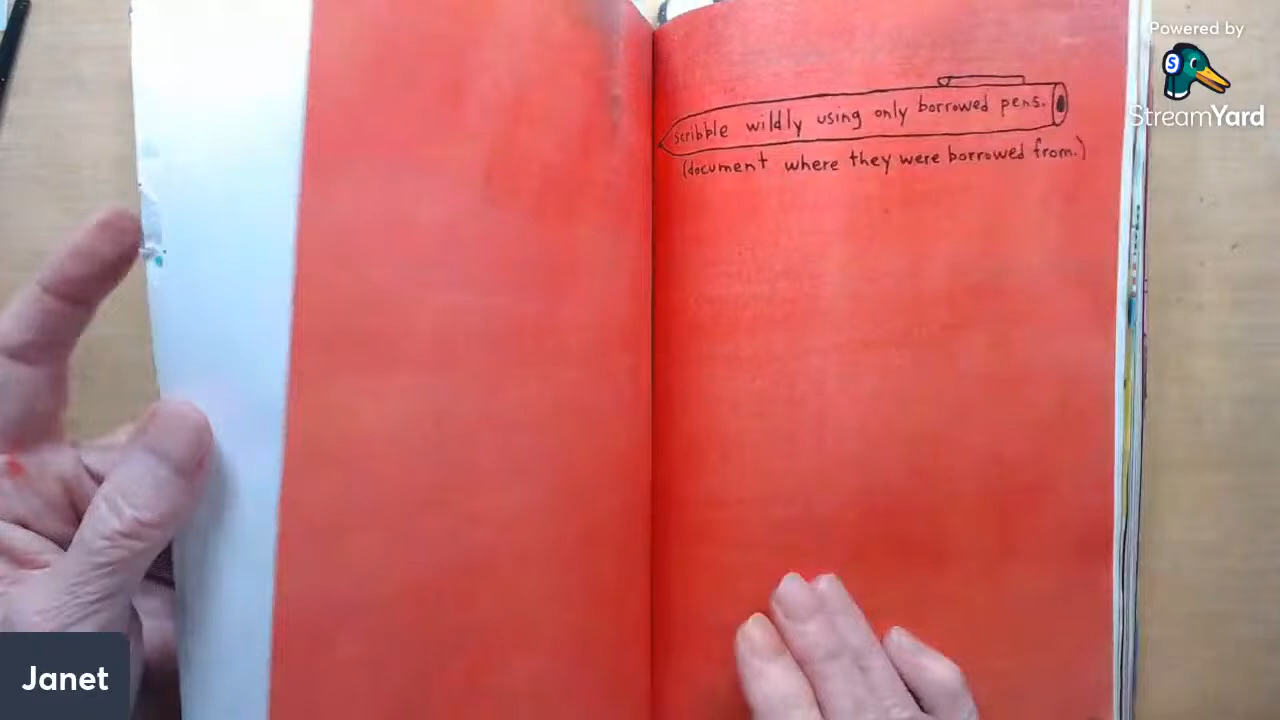 Powered by
StreamYard
scribble wildly using only borrowed pens.
(document where they were borrowed from.)
Janet